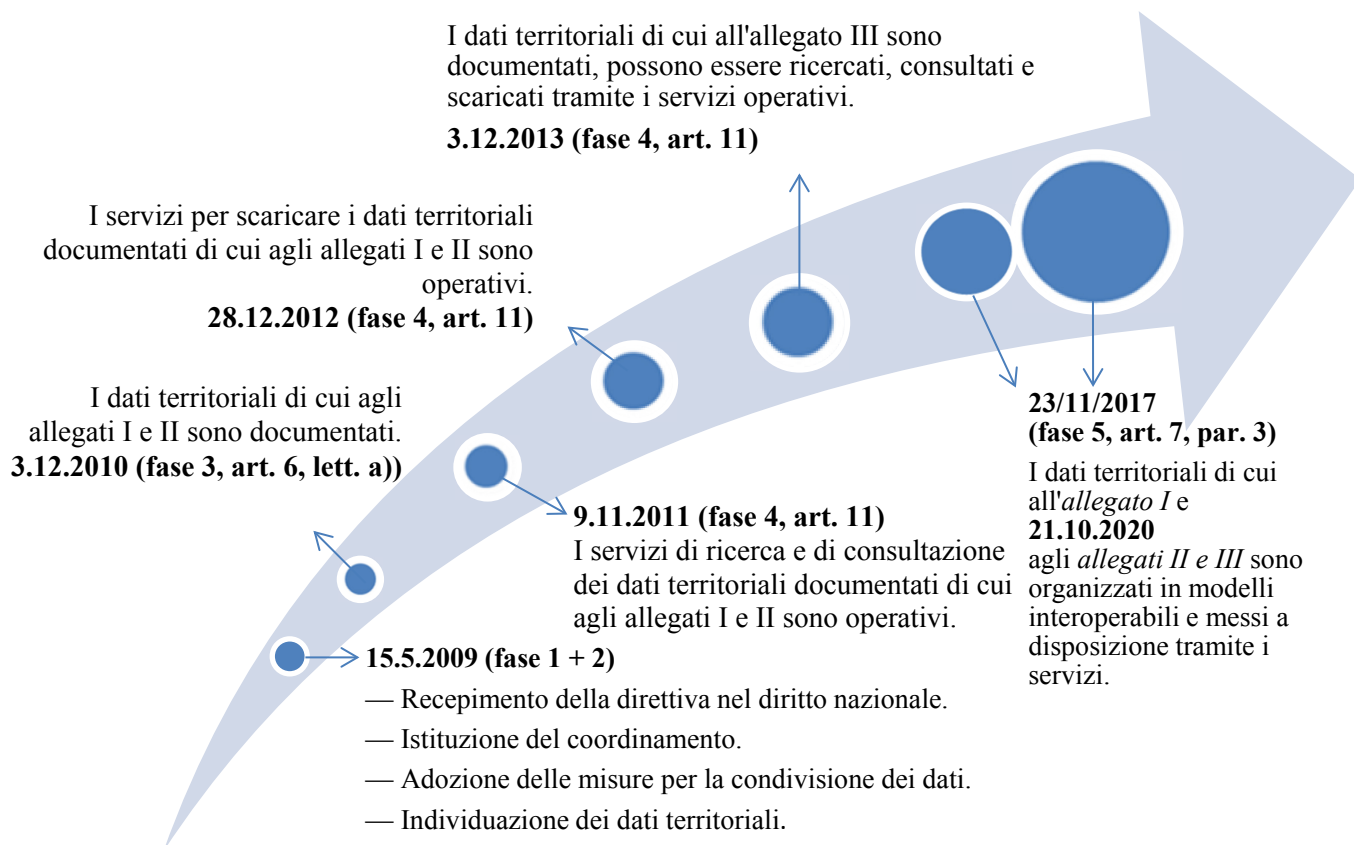 I dati territoriali di cui all'allegato III sono
documentati, possono essere ricercati, consultati e
scaricati tramite i servizi operativi.
3.12.2013 (fase 4, art. 11)
I servizi per scaricare i dati territoriali
documentati di cui agli allegati I e II sono
operativi.
28.12.2012 (fase 4, art. 11)
I dati territoriali di cui agli
allegati I e II sono documentati.
3.12.2010 (fase 3, art. 6, lett. a))
9.11.2011 (fase 4, art. 11)
I servizi di ricerca e di consultazione
dei dati territoriali documentati di cui
agli allegati I e II sono operativi.
23/11/2017
(fase 5, art. 7, par. 3)
I dati territoriali di cui
all'allegato I e
21.10.2020
agli allegati II e III sono
organizzati in modelli
interoperabili e messi a
disposizione tramite i
servizi.
15.5.2009 (fase 1 + 2)
— Recepimento della direttiva nel diritto nazionale.
— Istituzione del coordinamento.
— Adozione delle misure per la condivisione dei dati.
— Individuazione dei dati territoriali.